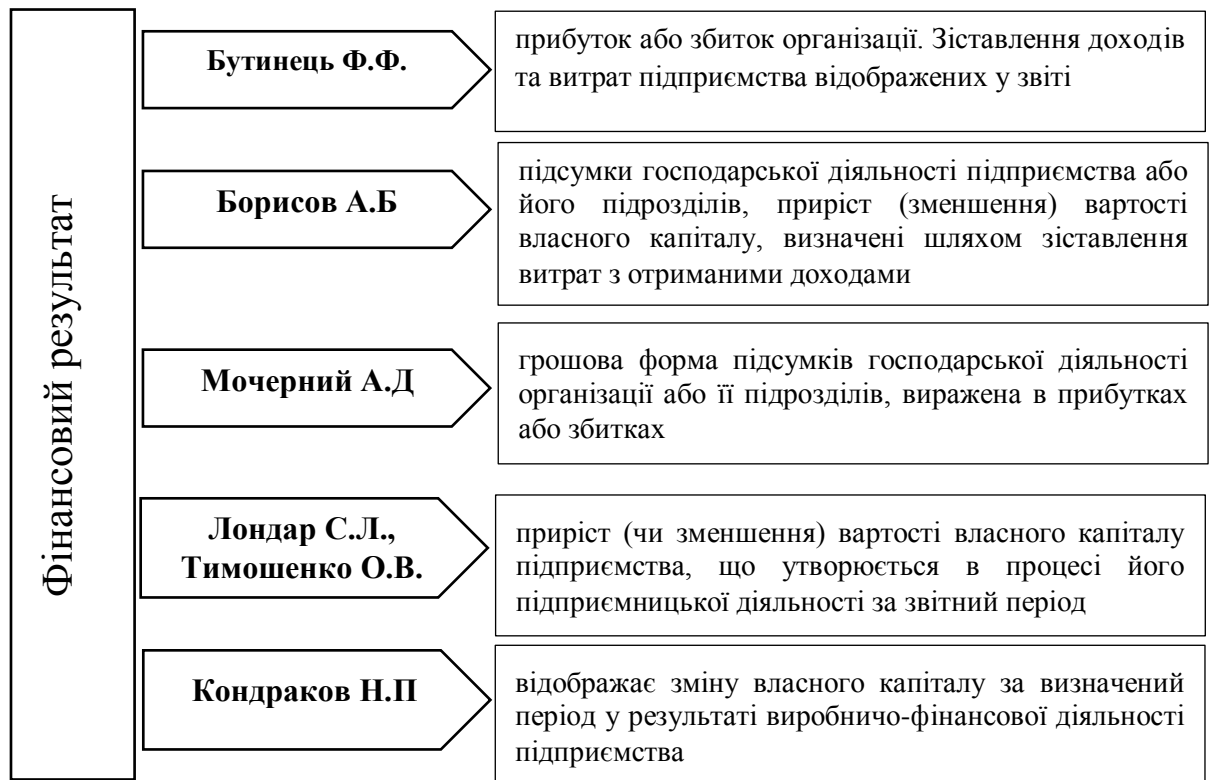 Фінансовий результат
Бутинець Ф.Ф.
прибуток або збиток організації. Зіставлення доходів
та витрат підприємства відображених у звіті
Борисов А.Б
підсумки господарської діяльності підприємства або
його підрозділів, приріст (зменшення) вартості
власного капіталу, визначені шляхом зіставлення
витрат з отриманими доходами
Мочерний А.Д
грошова форма підсумків господарської діяльності
організації або її підрозділів, виражена в прибутках
або збитках
Лондар С.Л.,
Тимошенко О.В.
приріст (чи зменшення) вартості власного капіталу
підприємства, що утворюється в процесі його
підприємницької діяльності за звітний період
Кондраков Н.П
відображає зміну власного капіталу за визначений
період у результаті виробничо-фінансової діяльності
підприємства